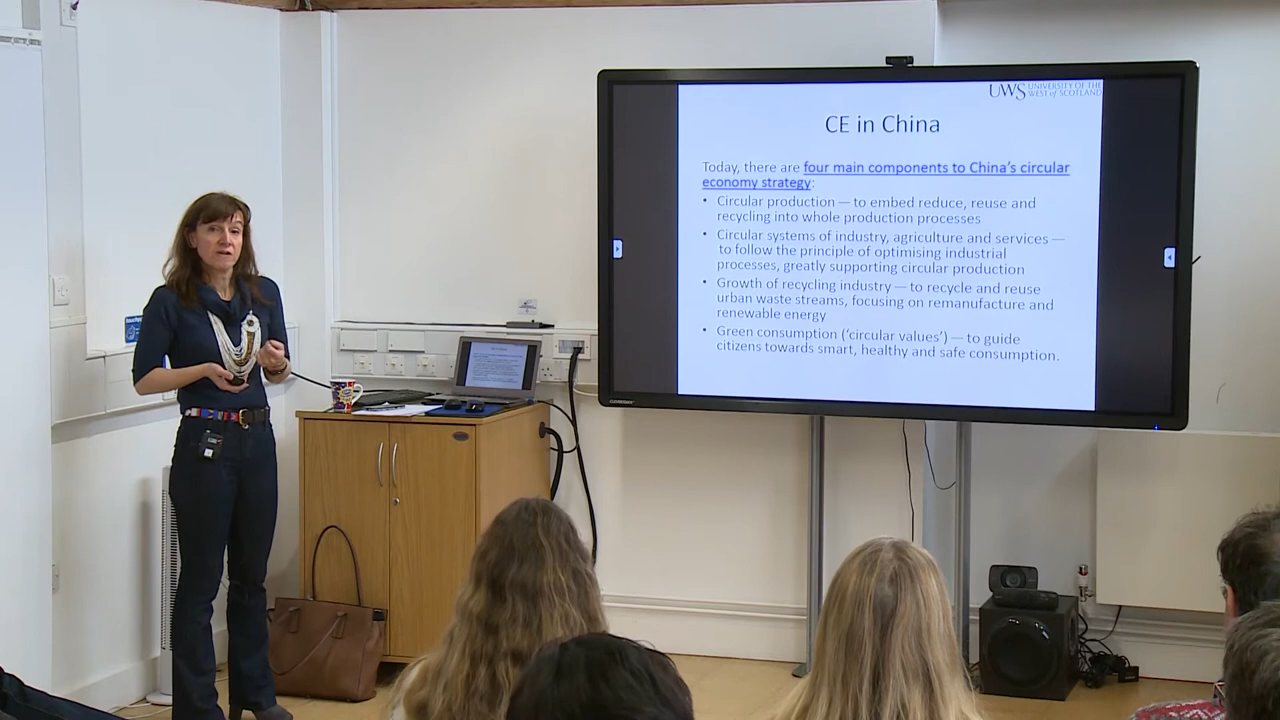 UWS UNIVERSITY OF THE
WEST of SCOTLAND
CE in China
Today, there are four main components to China's circular
economy strategy:
• Circular production — to embed reduce, reuse and
recycling into whole production processes
• Circular systems of industry, agriculture and services —
to follow the principle of optimising industrial
processes, greatly supporting circular production
• Growth of recycling industry — to recycle and reuse
urban waste streams, focusing on remanufacture and
renewable energy
• Green consumption ('circular values') — to guide
citizens towards smart, healthy and safe consumption.